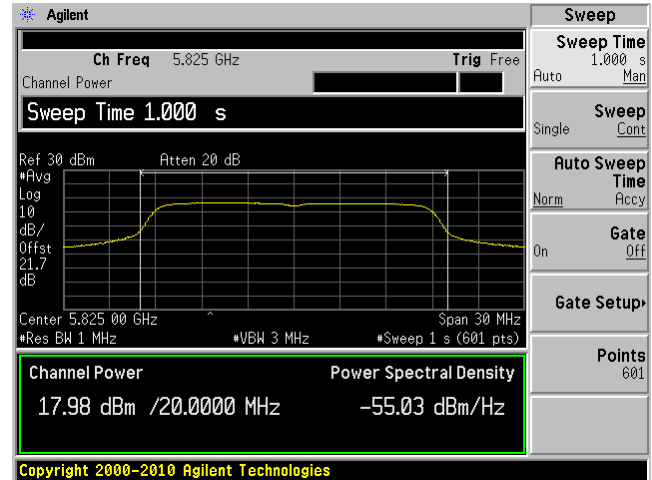 Agilent
Sweep
Ch Freq 5.825 GHz Trig Free
Channel Power
Sweep Time 1.000 s
Ref 30 dBm Atten 20 dB
#Avg
Log
10
dB/
Offst
21.7
dB
Center 5.825 00 GHz ^ Span 30 MHz
#Res BW 1 MHz #VBW 3 MHz #Sweep 1 s (601 pts)
Channel Power Power Spectral Density
17.98 dBm /20.0000 MHz -55.03 dBm/Hz
Sweep Time
1.000 s
Auto Man
Sweep
Single Cont
Auto Sweep
Time
Norm Accy
Gate
On Off
Gate Setup
Points
601
Copyright 2000-2010 Agilent Technologies